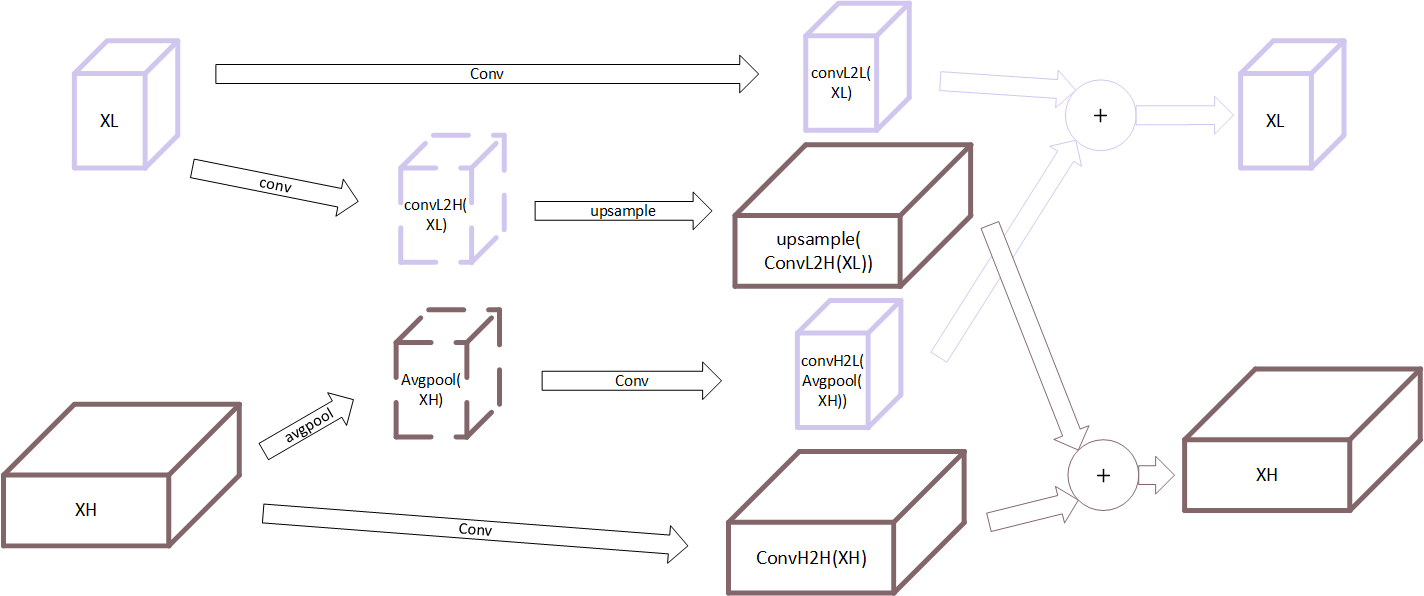 XL
Conv
convL2L(
XL)
+
XL
conv
convL2H(
XL)
upsample
upsample(
ConvL2H(XL))
avgpool
Avgpool(
XH)
Conv
convH2L(
Avgpool(
XH))
XH
Conv
ConvH2H(XH)
+
XH